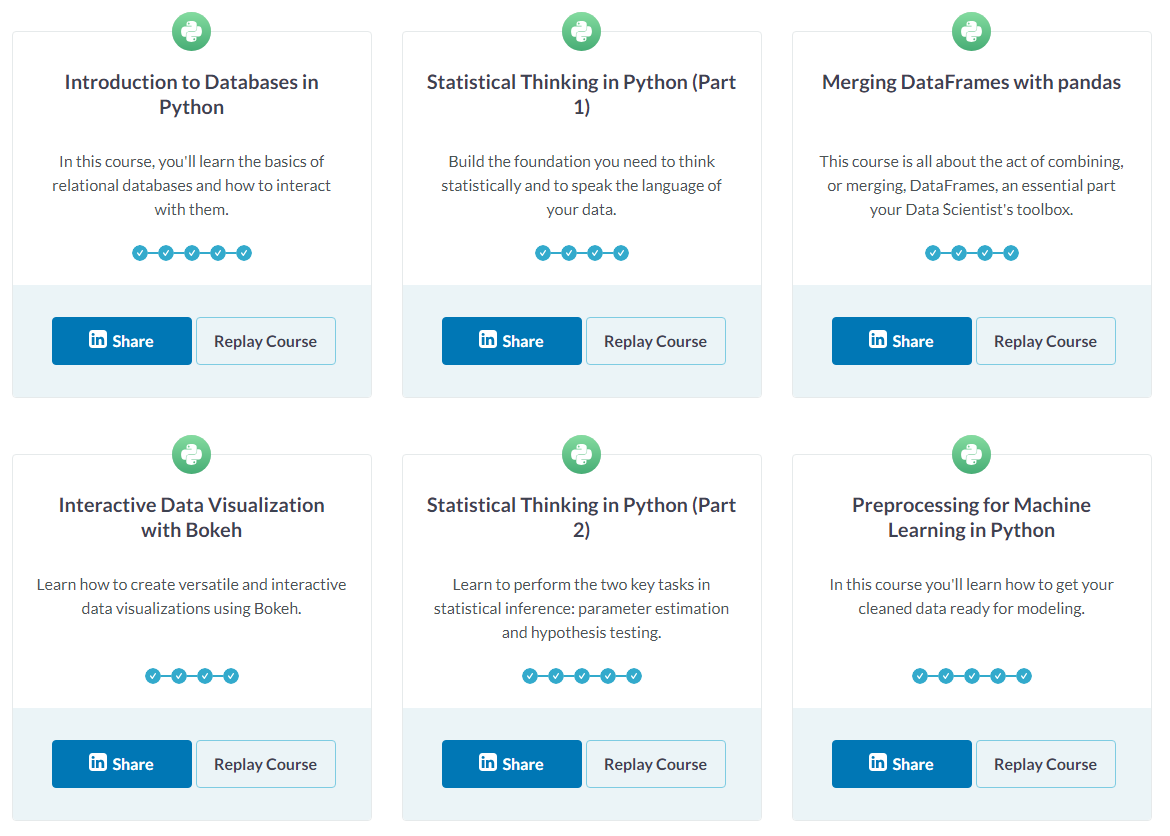 Introduction to Databases in
Python
In this course, you'll learn the basics of
relational databases and how to interact
with them.
Share
Replay Course
Statistical Thinking in Python (Part
1)
Build the foundation you need to think
statistically and to speak the language of
your data.
Share
Replay Course
Merging DataFrames with pandas
This course is all about the act of combining,
or merging, DataFrames, an essential part
your Data Scientist's toolbox.
Share
Replay Course
Interactive Data Visualization
with Bokeh
Learn how to create versatile and interactive
data visualizations using Bokeh.
Share
Replay Course
Statistical Thinking in Python (Part
2)
Learn to perform the two key tasks in
statistical inference: parameter estimation
and hypothesis testing.
Share
Replay Course
Preprocessing for Machine
Learning in Python
In this course you'll learn how to get your
cleaned data ready for modeling.
Share
Replay Course